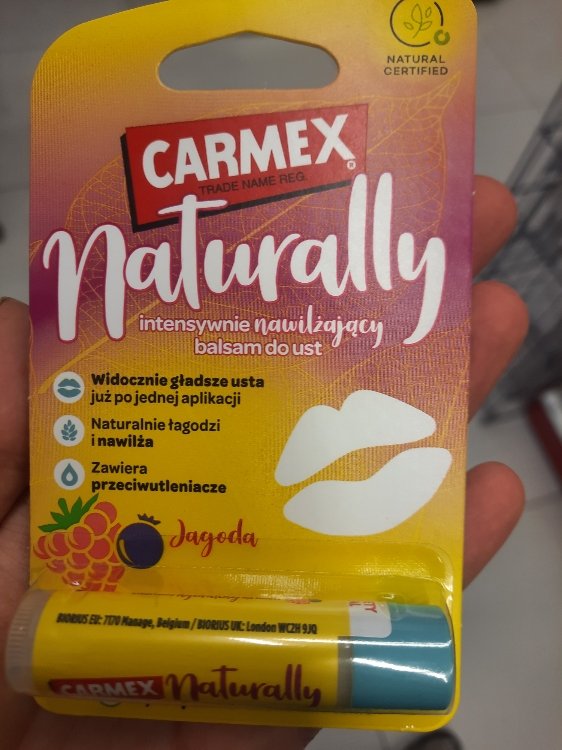 NATURAL
CERTIFIED
CARMEX®
TRADE NAME REG.
Naturally
intensywnie nawilżający
balsam do ust
Widocznie gładsze usta
już po jednej aplikacji
Naturalnie łagodzi
i nawilża
Zawiera
przeciwutleniacze
Jagoda
BIORIUS EU: 7170 Manage, Belgium / BIORIUS UK: London WC2H 9JQ
CARMEX Naturally